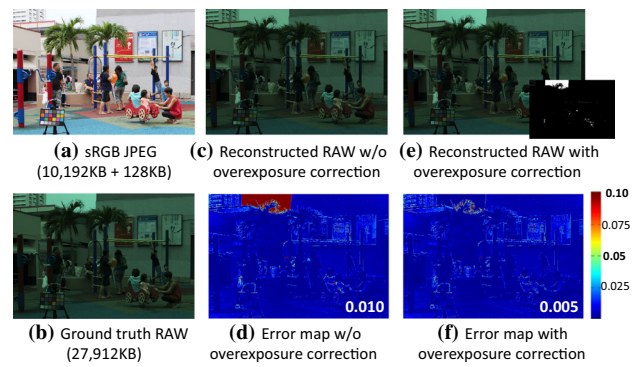 (a) sRGB JPEG
(10,192KB + 128KB)
(c) Reconstructed RAW w/o
overexposure correction
(e) Reconstructed RAW with
overexposure correction
(b) Ground truth RAW
(27,912KB)
0.010
(d) Error map w/o
overexposure correction
0.005
(f) Error map with
overexposure correction
0.10
0.075
0.05
0.025
0